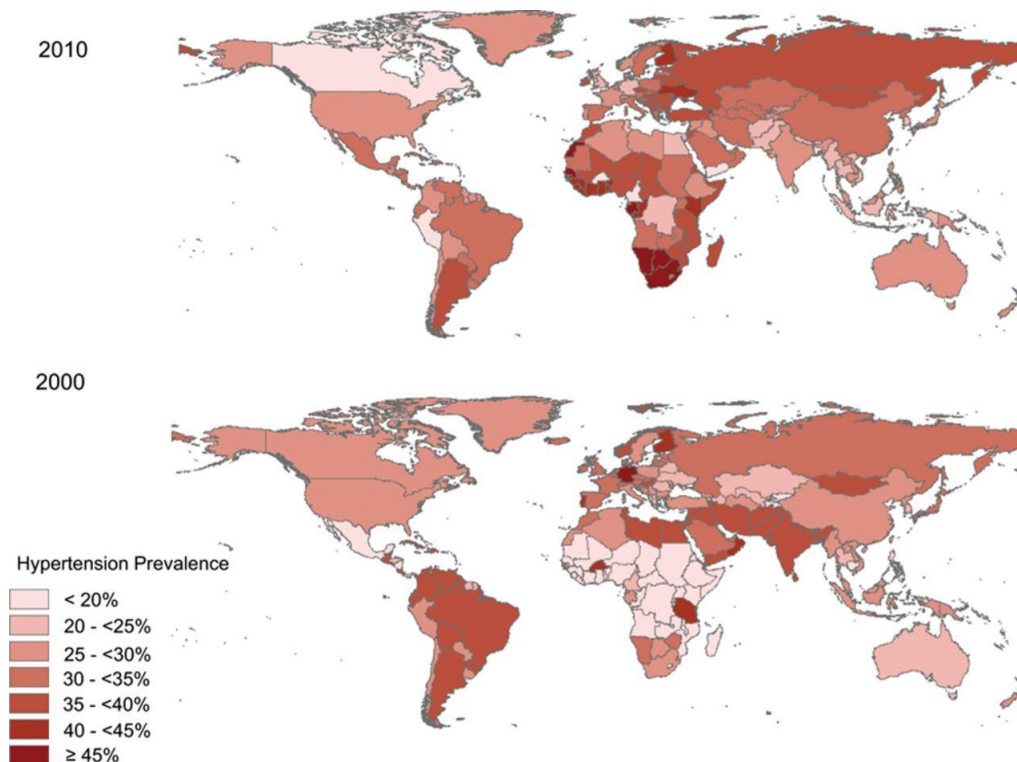 2010
2000
Hypertension Prevalence
< 20%
20 - <25%
25 - <30%
30 - <35%
35 - <40%
40 - <45%
≥ 45%